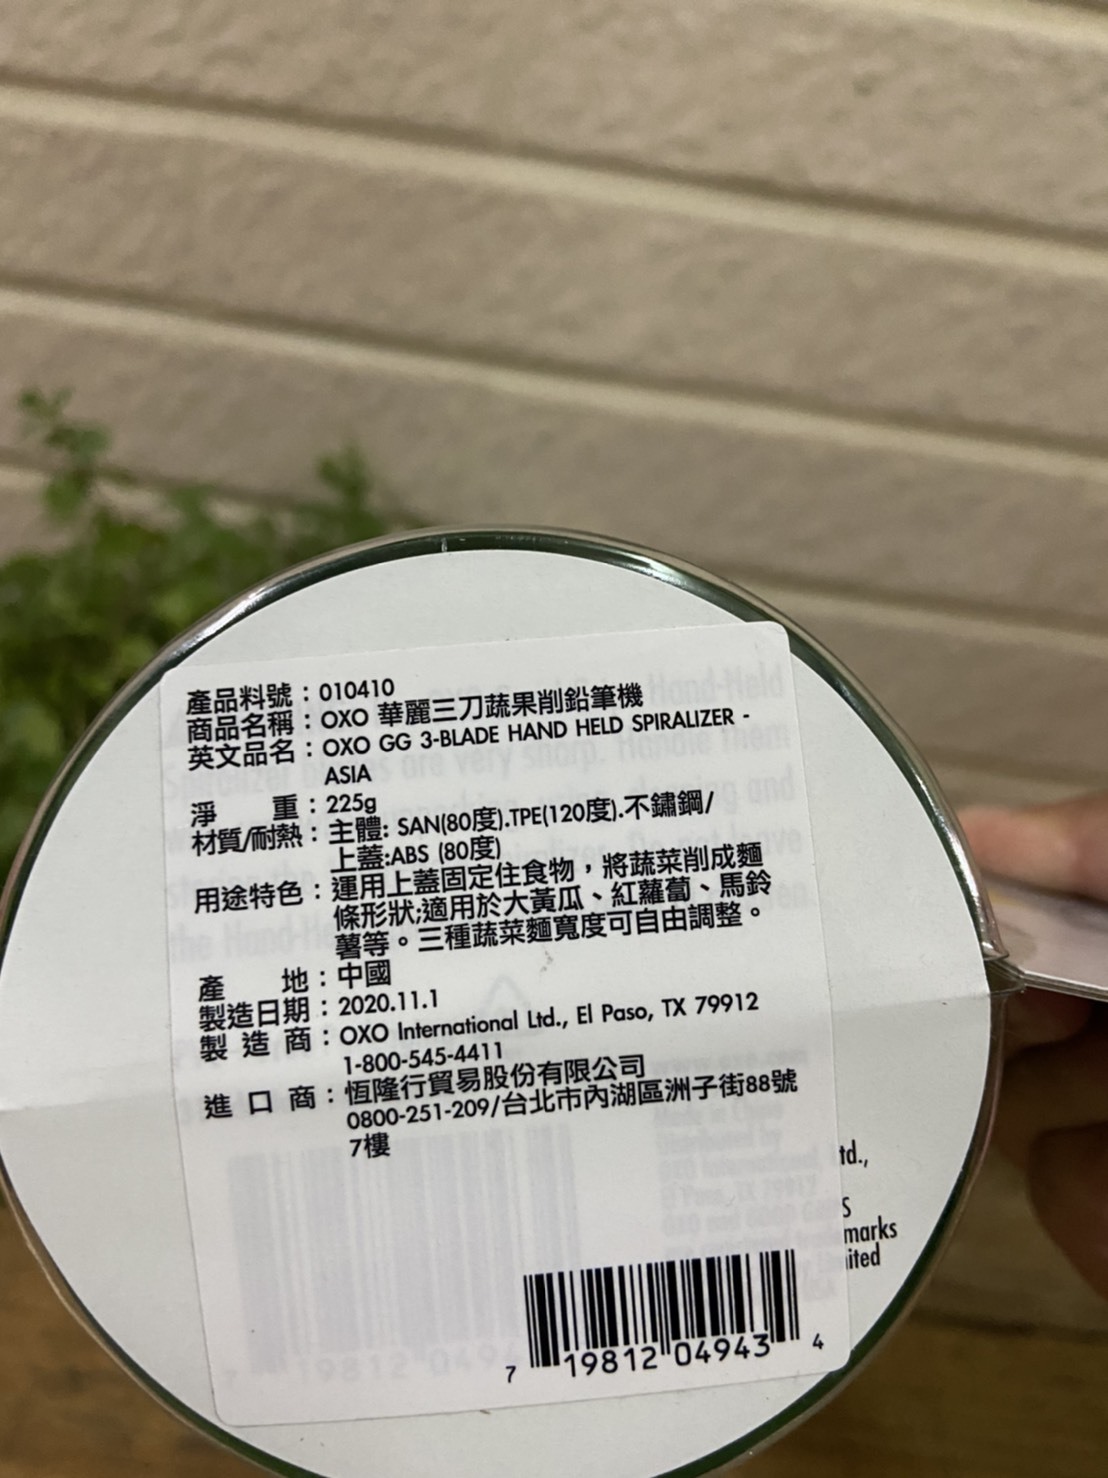 產品料號：010410
商品名稱：OXO 華麗三刀蔬果削鉛筆機
英文品名：OXO GG 3-BLADE HAND HELD SPIRALIZER -
ASIA
淨　　重：225g
材質/耐熱：主體: SAN(80度).TPE(120度).不鏽鋼/
上蓋:ABS (80度)
用途特色：運用上蓋固定住食物，將蔬菜削成麵
條形狀;適用於大黃瓜、紅蘿蔔、馬鈴
薯等。三種蔬菜麵寬度可自由調整。
產　　地：中國
製造日期：2020.11.1
製 造 商：OXO International Ltd., El Paso, TX 79912
1-800-545-4411
進 口 商：恆隆行貿易股份有限公司
0800-251-209/台北市內湖區洲子街88號
7樓
td.,
S
marks
ited
7 19812 04943 4